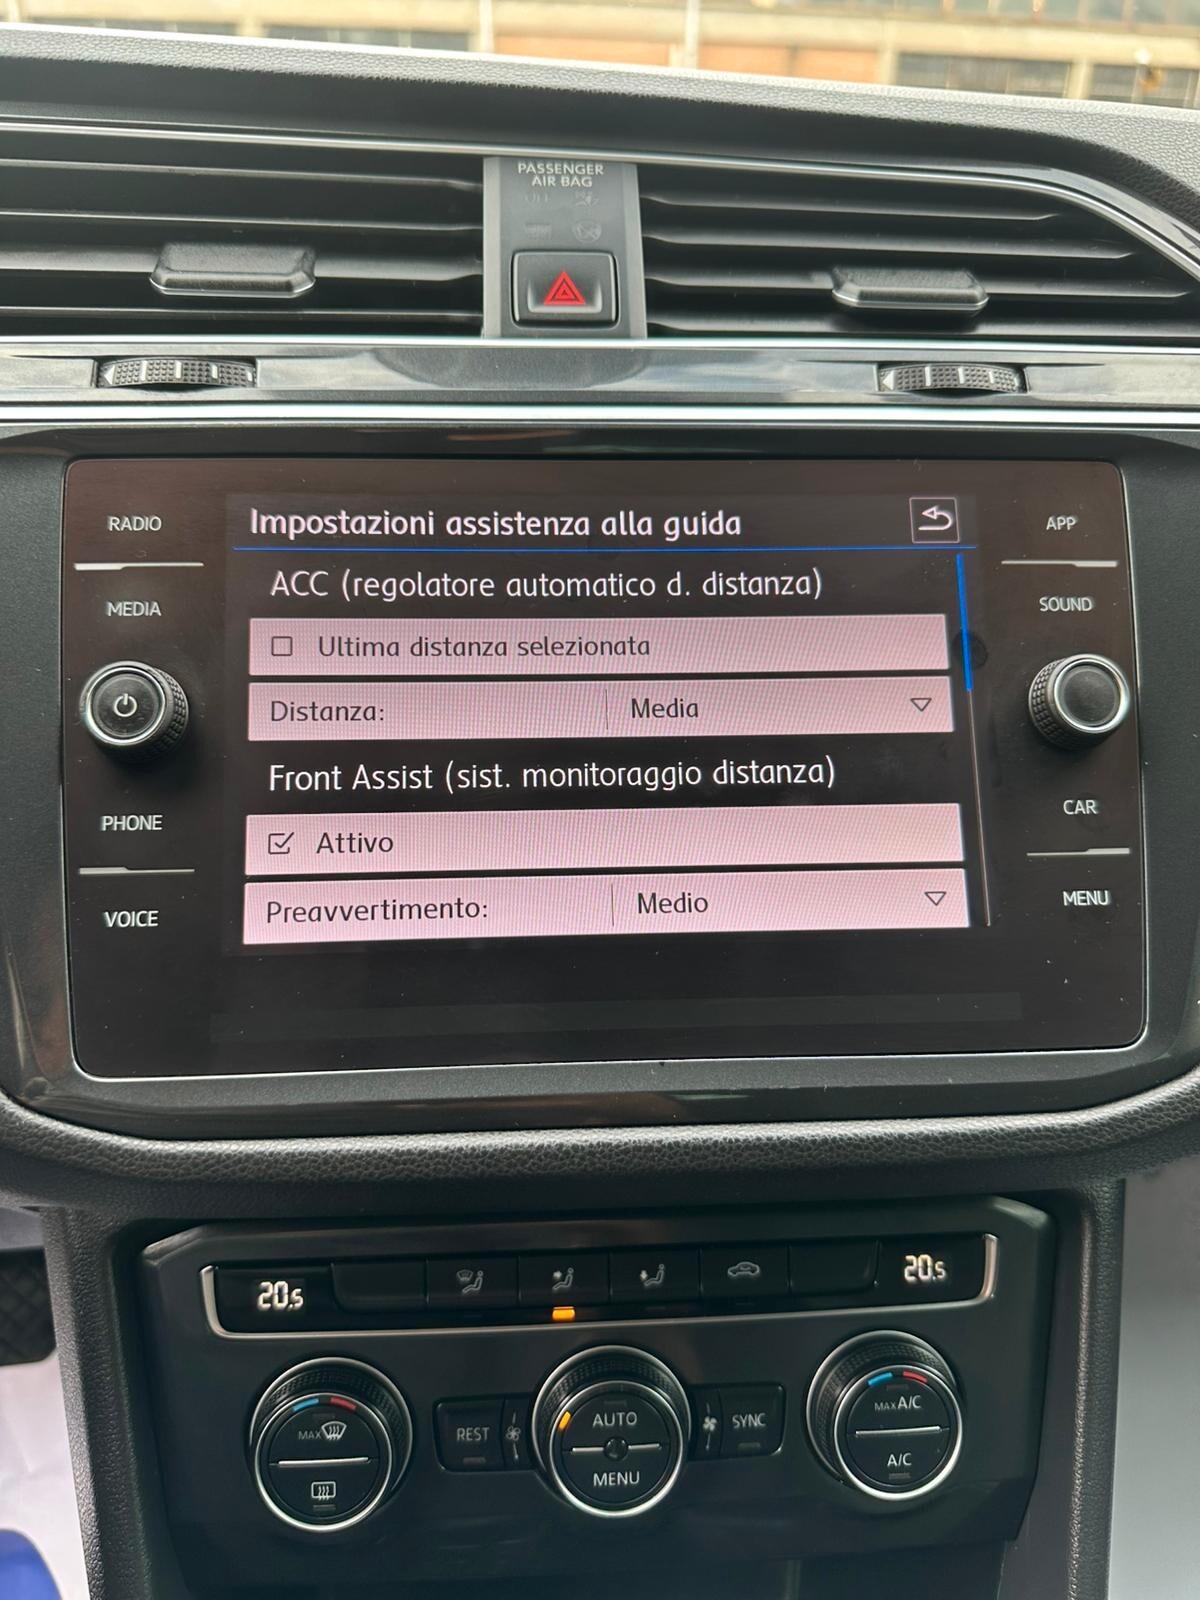 PASSENGER
AIR BAG
RADIO
MEDIA
PHONE
VOICE
Impostazioni assistenza alla guida
ACC (regolatore automatico d. distanza)
Ultima distanza selezionata
Distanza: Media
Front Assist (sist. monitoraggio distanza)
Attivo
Preavvertimento: Medio
APP
SOUND
CAR
MENU
20.5
20.5
MAX
REST
AUTO
MENU
SYNC
MAX A/C
A/C